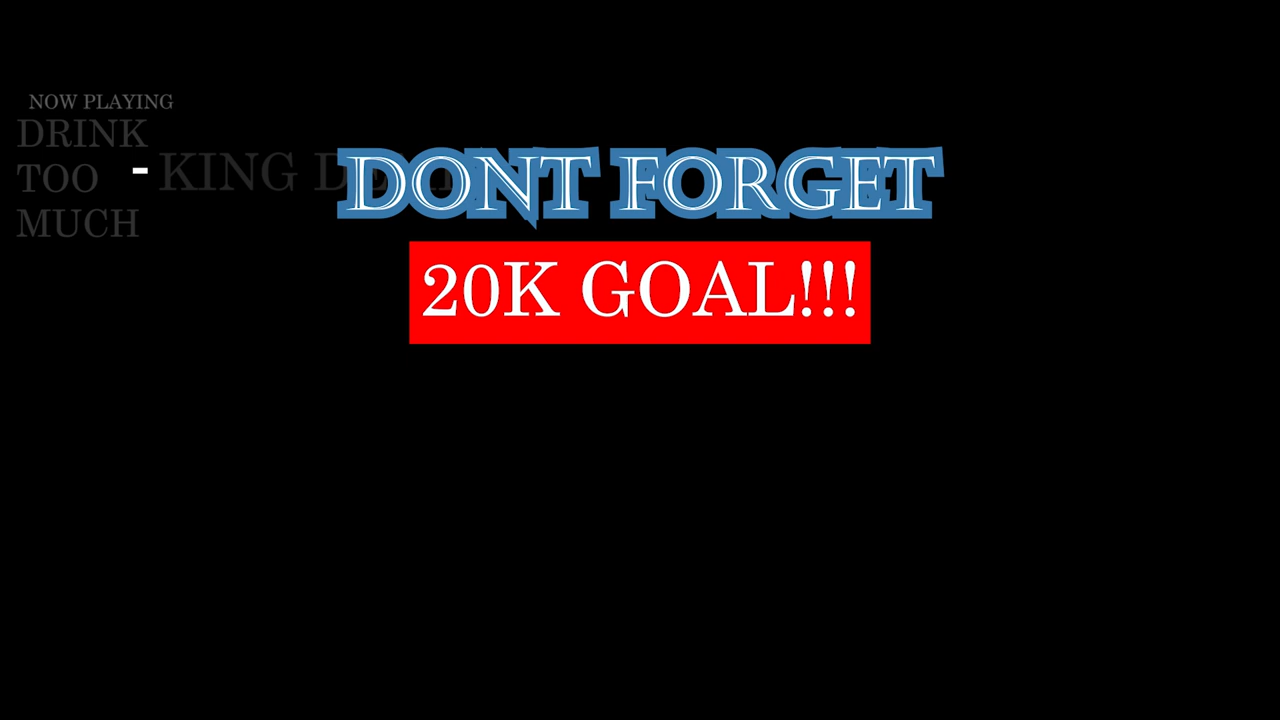 NOW PLAYING
DRINK
TOO
MUCH
- KING
DONT FORGET
20K GOAL!!!